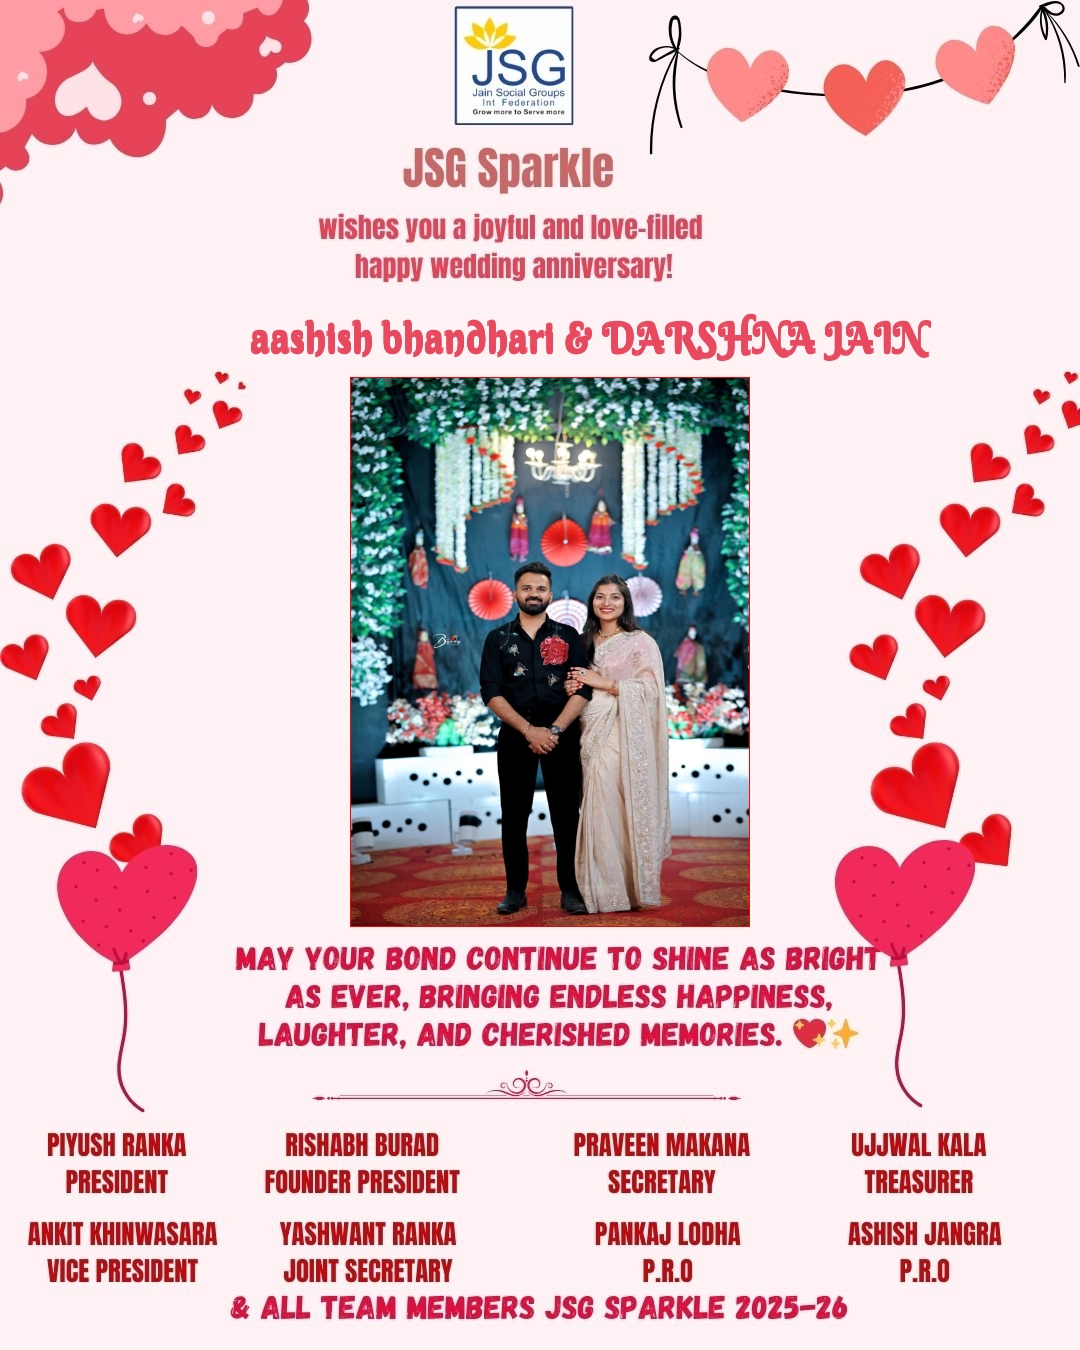 JSG
Jain Social Groups
Int Federation
Grow more to Serve more
JSG Sparkle
wishes you a joyful and love-filled
happy wedding anniversary!
aashish bhandhari & DARSHNA JAIN
MAY YOUR BOND CONTINUE TO SHINE AS BRIGHT
AS EVER, BRINGING ENDLESS HAPPINESS,
LAUGHTER, AND CHERISHED MEMORIES. 💖✨
PIYUSH RANKA
PRESIDENT
RISHABH BURAD
FOUNDER PRESIDENT
PRAVEEN MAKANA
SECRETARY
UJJWAL KALA
TREASURER
ANKIT KHINWASARA
VICE PRESIDENT
YASHWANT RANKA
JOINT SECRETARY
PANKAJ LODHA
P.R.O
ASHISH JANGRA
P.R.O
& ALL TEAM MEMBERS JSG SPARKLE 2025-26